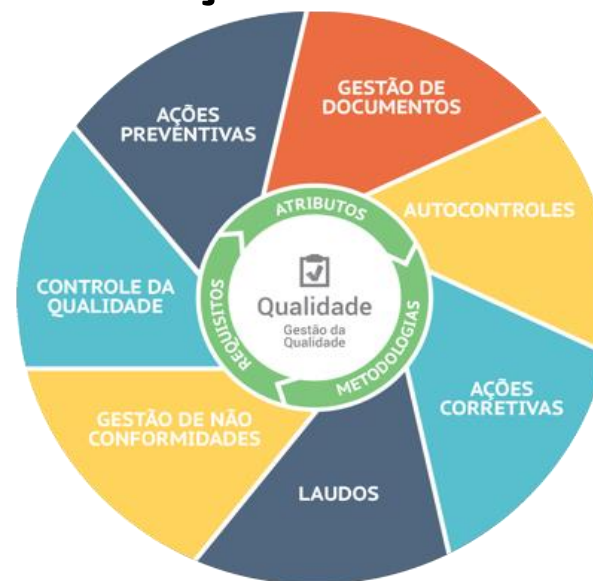 GESTÃO DE
DOCUMENTOS
AUTOCONTROLES
AÇÕES
CORRETIVAS
LAUDOS
GESTÃO DE NÃO
CONFORMIDADES
CONTROLE DA
QUALIDADE
AÇÕES
PREVENTIVAS
ATRIBUTOS
METODOLOGIAS
REQUISITOS
Qualidade
Gestão da
Qualidade